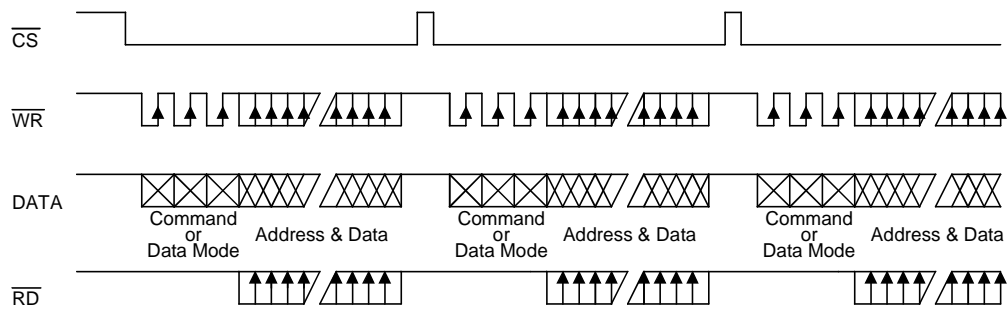 CS
WR
DATA
Command
or
Data Mode
Address & Data
Command
or
Data Mode
Address & Data
Command
or
Data Mode
Address & Data
RD